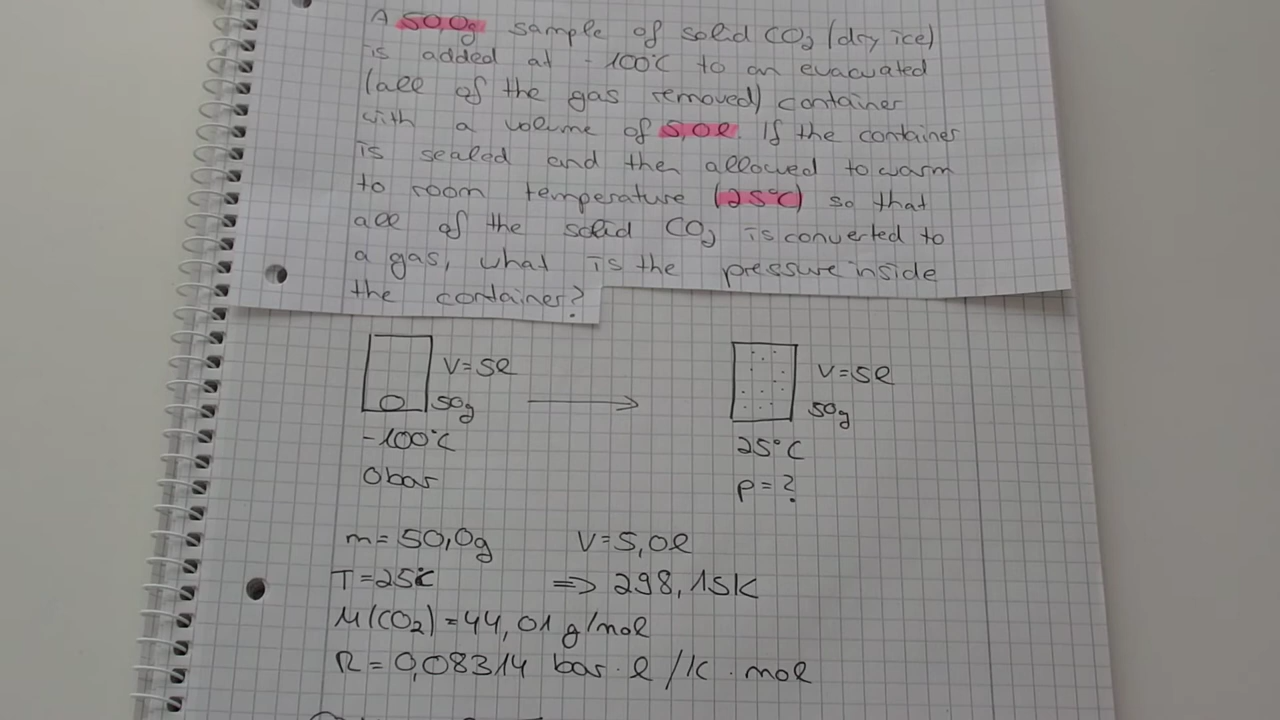 A 50,0g sample of solid CO₂ (dry ice)
is added at -100°C to an evacuated
(all of the gas removed) container
with a volume of 5,0l. If the container
is sealed and then allowed to warm
to room temperature (25°C) so that
all of the solid CO₂ is converted to
a gas, what is the pressure inside
the container?
V=5l V=5l
50g 50g
-100°C 25°C
0bar p=?
m=50,0g V=5,0l
T=25°C => 298,15K
M(CO₂)=44,01 g/mol
R=0,08314 bar·l/K·mol